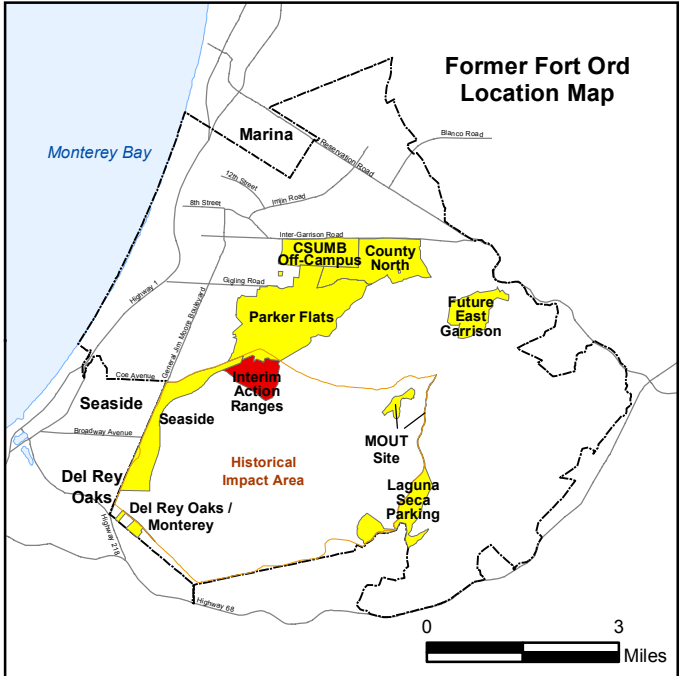 Former Fort Ord
Location Map
Marina
Blanco Road
Monterey Bay
Reservation Road
12th Street
Imjin Road
8th Street
Inter-Garrison Road
CSUMB
Off-Campus
County
North
Gigling Road
Highway 1
General Jim Moore Boulevard
Parker Flats
Future
East
Garrison
Coe Avenue
Interim
Action
Ranges
Seaside
Seaside
Broadway Avenue
MOUT
Site
Historical
Impact Area
Del Rey
Oaks
Laguna
Seca
Parking
Del Rey Oaks /
Monterey
Highway 218
Highway 68
0 3
Miles